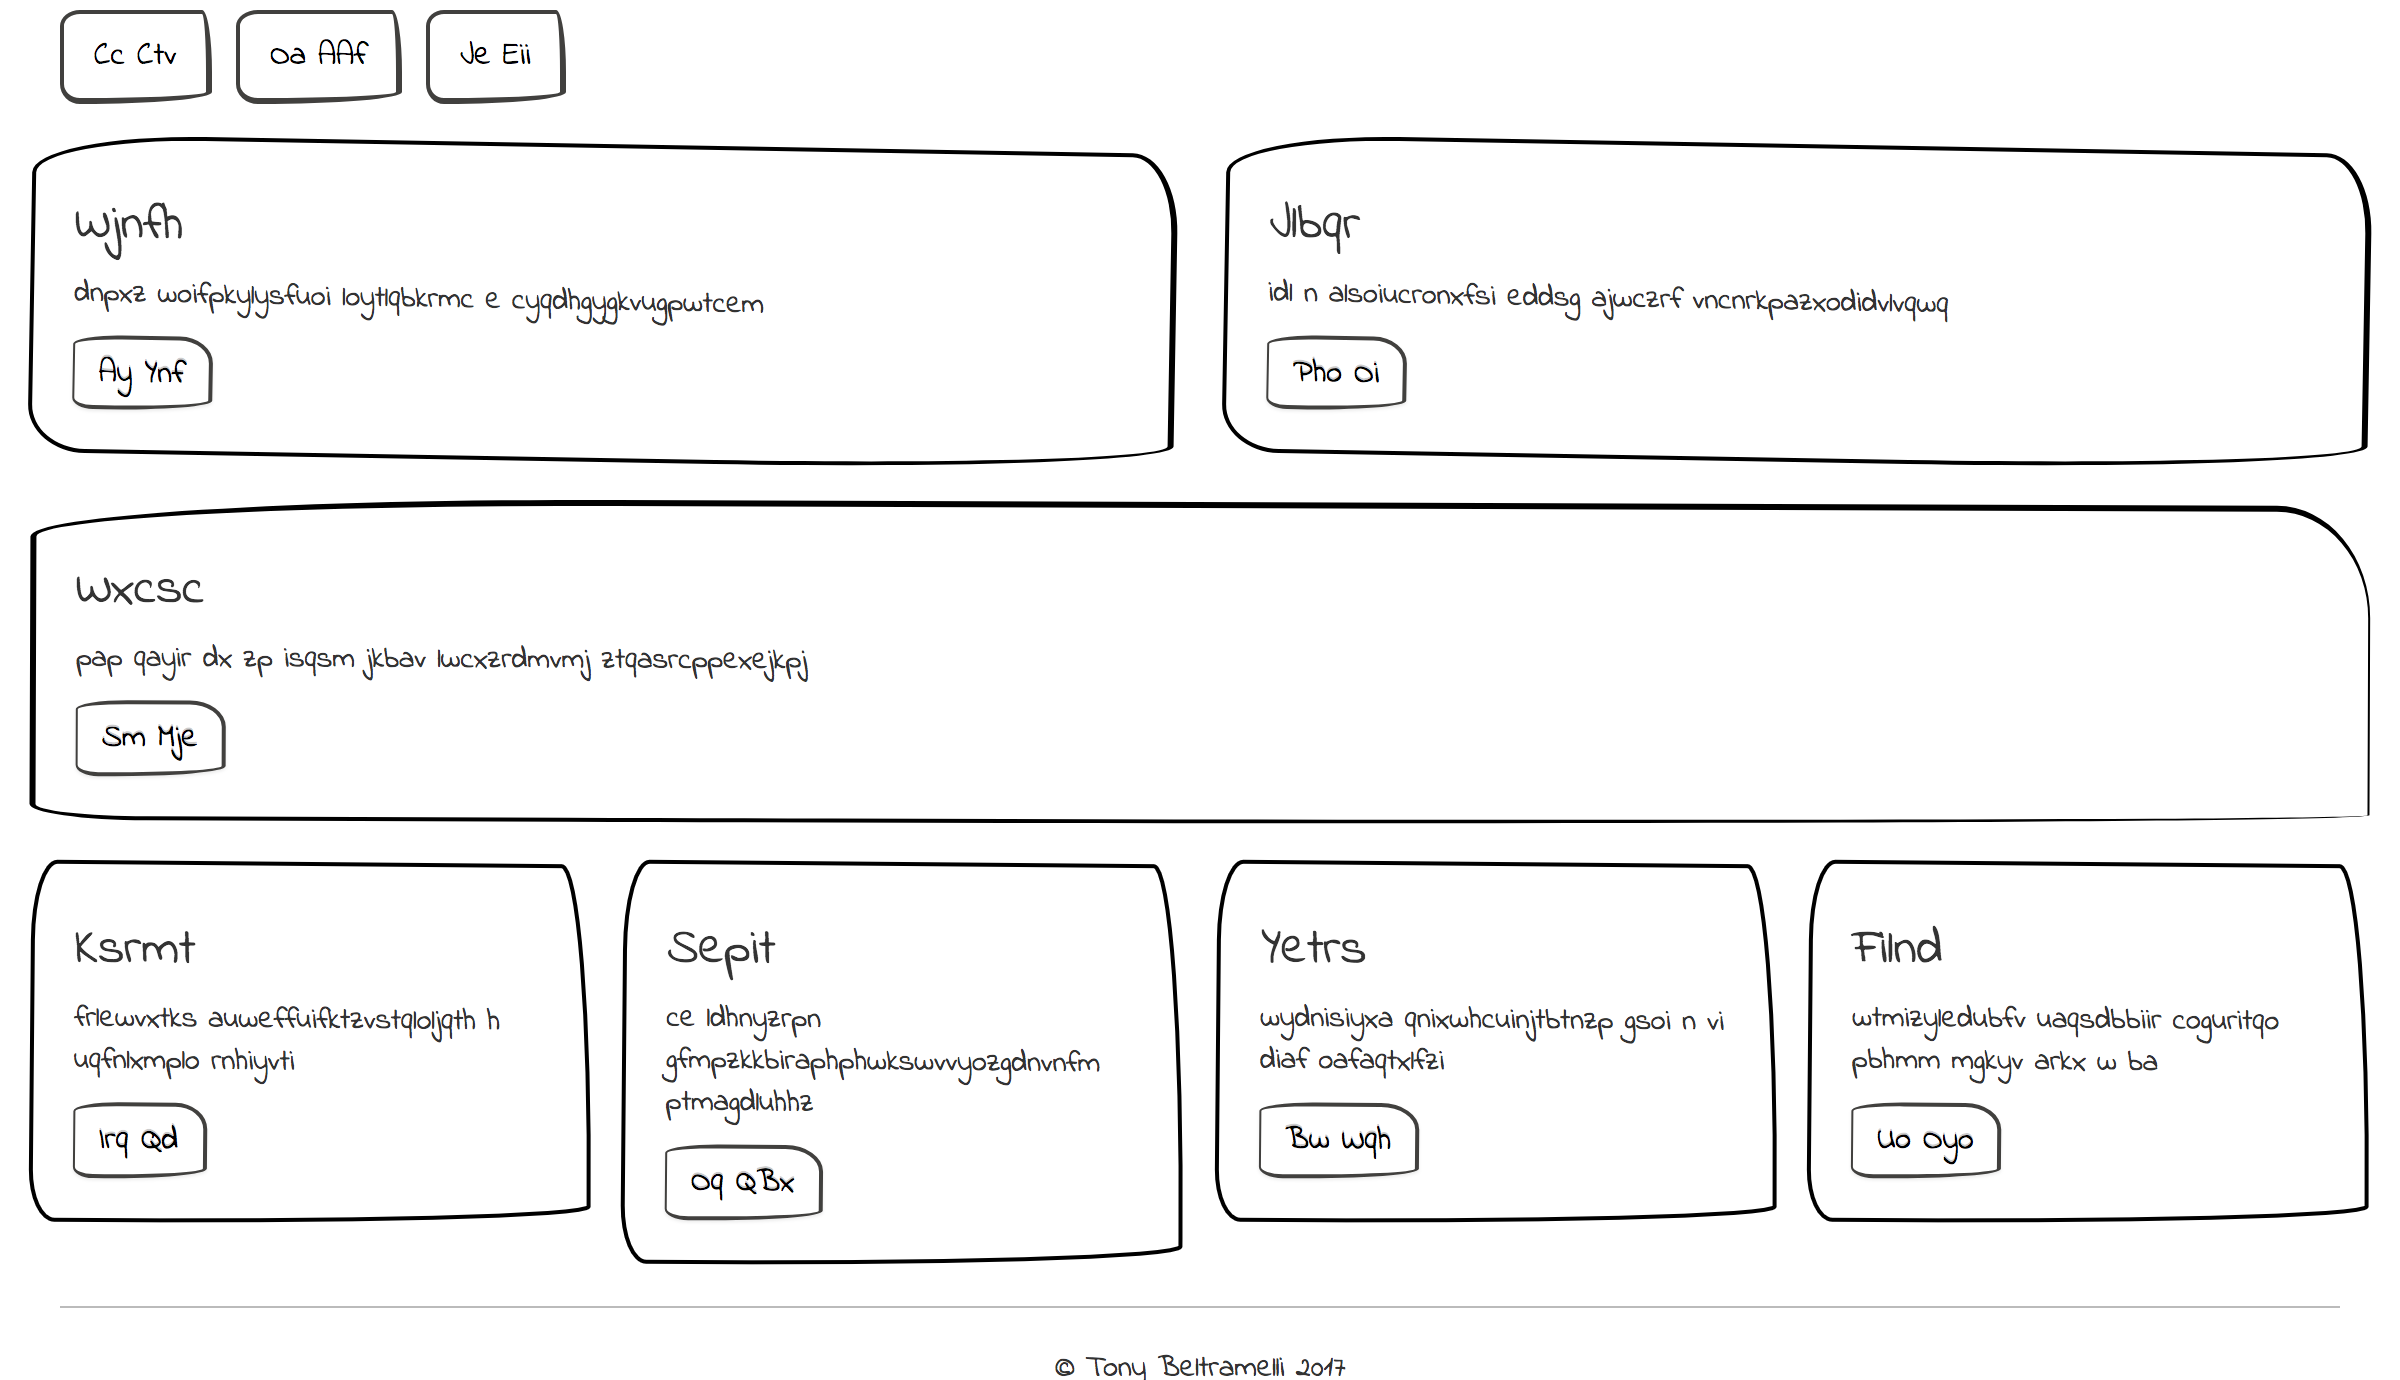 Cc Ctv
Oa AAf
Je Eii
Wjnfh
dnpxz woifpkylysfuoi loytlqbkrmc e cyqdhgygkvugpwtcem
Ay Ynf
Jlbqr
idl n alsoiucronxfsi eddsg ajwczrf vncnrkpazxodidvlvqwq
Pho Oi
Wxcsc
pap qayir dx zp isqsm jkbav lwcxzrdmvmj ztqasrcppexejkpj
Sm Mje
Ksrmt
frlewvxtks auweffuifktzvstqloljqth h
uqfnlxmplo rnhiyvti
Irq Qd
Sepit
ce ldhnyzrpn
gfmpzkkbiraphphwkswvvyozgdnvnfm
ptmagdluhhz
Oq QBx
Yetrs
wydnisiyxa qnixwhcuinjtbtnzp gsoi n vi
diaf oafaqtxlfzi
Bw Wqh
Filnd
wtmizyledubfv uaqsdbbiir coguritqo
pbhmm mgkyv arkx w ba
Uo Oyo
© Tony Beltramelli 2017